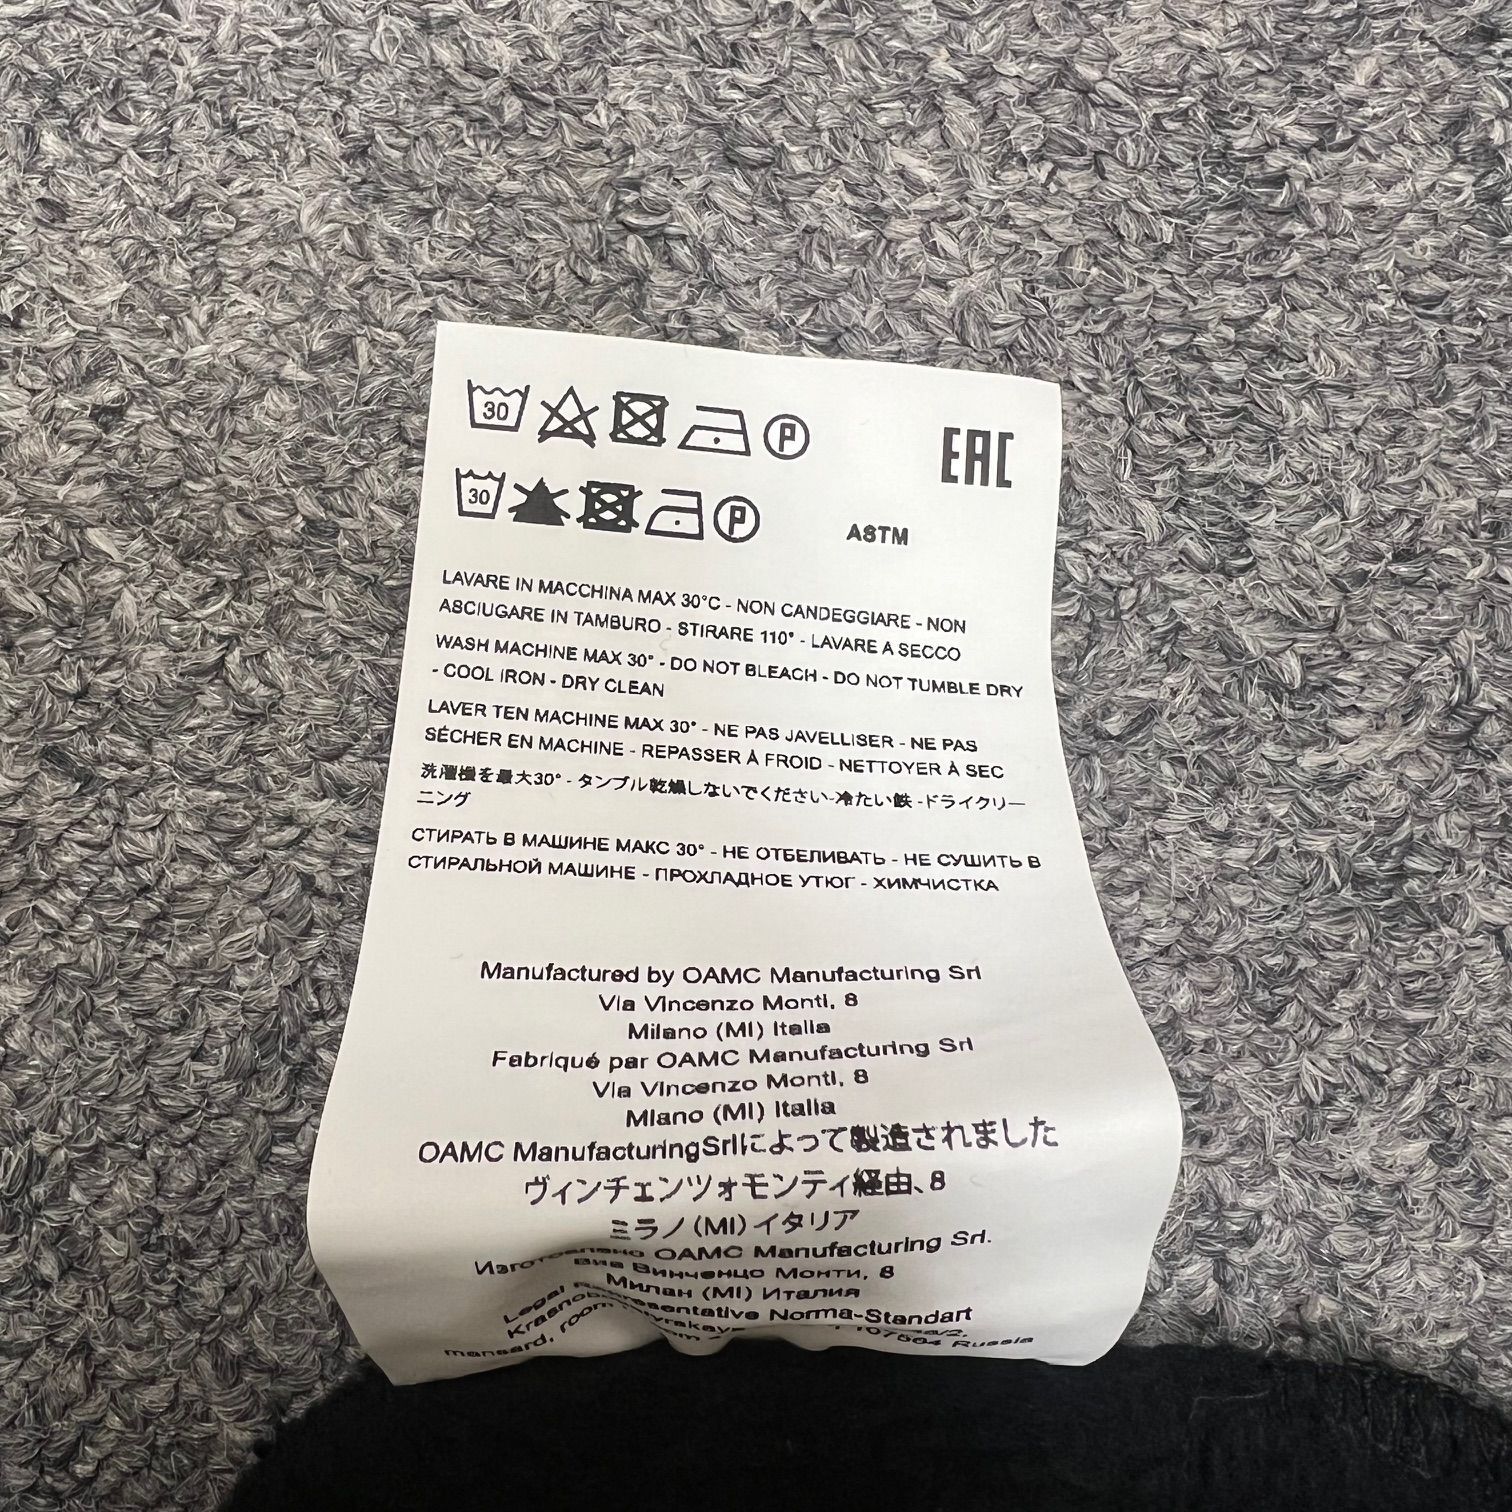 30 P EAC
30 P ASTM
LAVARE IN MACCHINA MAX 30°C - NON CANDEGGIARE - NON
ASCIUGARE IN TAMBURO - STIRARE 110° - LAVARE A SECCO
WASH MACHINE MAX 30° - DO NOT BLEACH - DO NOT TUMBLE DRY
- COOL IRON - DRY CLEAN
LAVER TEN MACHINE MAX 30° - NE PAS JAVELLISER - NE PAS
SÉCHER EN MACHINE - REPASSER À FROID - NETTOYER À SEC
洗濯機を最大30° - タンブル乾燥しないでください-冷たい鉄 -ドライクリー
ニング
СТИРАТЬ В МАШИНЕ МАКС 30° - НЕ ОТБЕЛИВАТЬ - НЕ СУШИТЬ В
СТИРАЛЬНОЙ МАШИНЕ - ПРОХЛАДНОЕ УТЮГ - ХИМЧИСТКА
Manufactured by OAMC Manufacturing Srl
Via Vincenzo Monti, 8
Milano (MI) Italia
Fabriqué par OAMC Manufacturing Srl
Via Vincenzo Monti, 8
Mlano (MI) Italia
OAMC ManufacturingSrlによって製造されました
ヴィンチェンツォモンティ経由、8
ミラノ (MI) イタリア
Изготовлено OAMC Manufacturing Srl.
Виа Винченцо Монти, 8
Милан (MI) Италия
Legal Representative Norma-Standart
107564 Russia
mansard, room